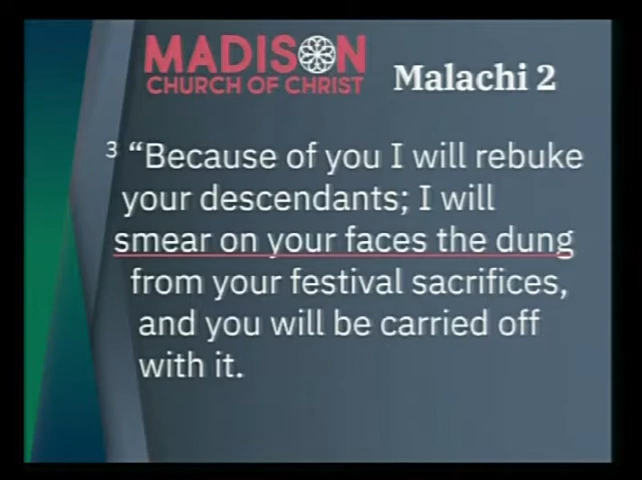 MADISON
CHURCH OF CHRIST
Malachi 2
3 “Because of you I will rebuke
your descendants; I will
smear on your faces the dung
from your festival sacrifices,
and you will be carried off
with it.